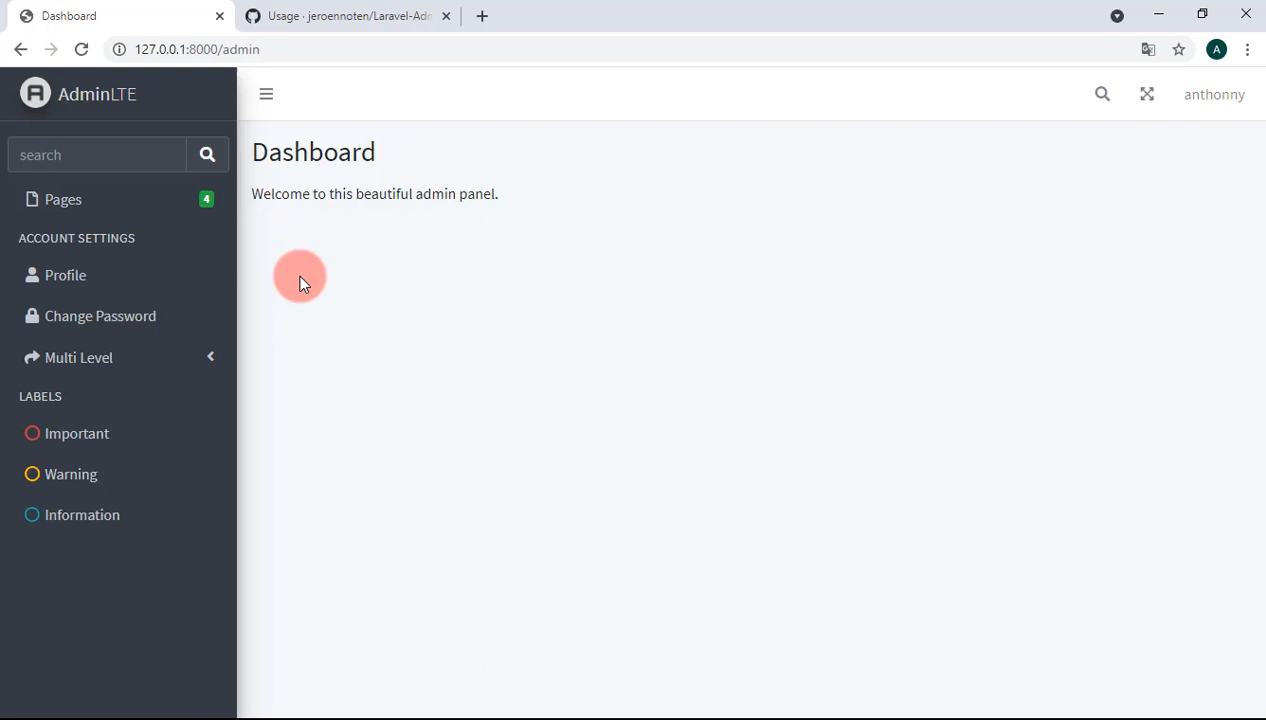 Dashboard
Usage · jeroennoten/Laravel-Adm
127.0.0.1:8000/admin
A
AdminLTE
anthonny
search
Pages
4
ACCOUNT SETTINGS
Profile
Change Password
Multi Level
LABELS
Important
Warning
Information
Dashboard
Welcome to this beautiful admin panel.